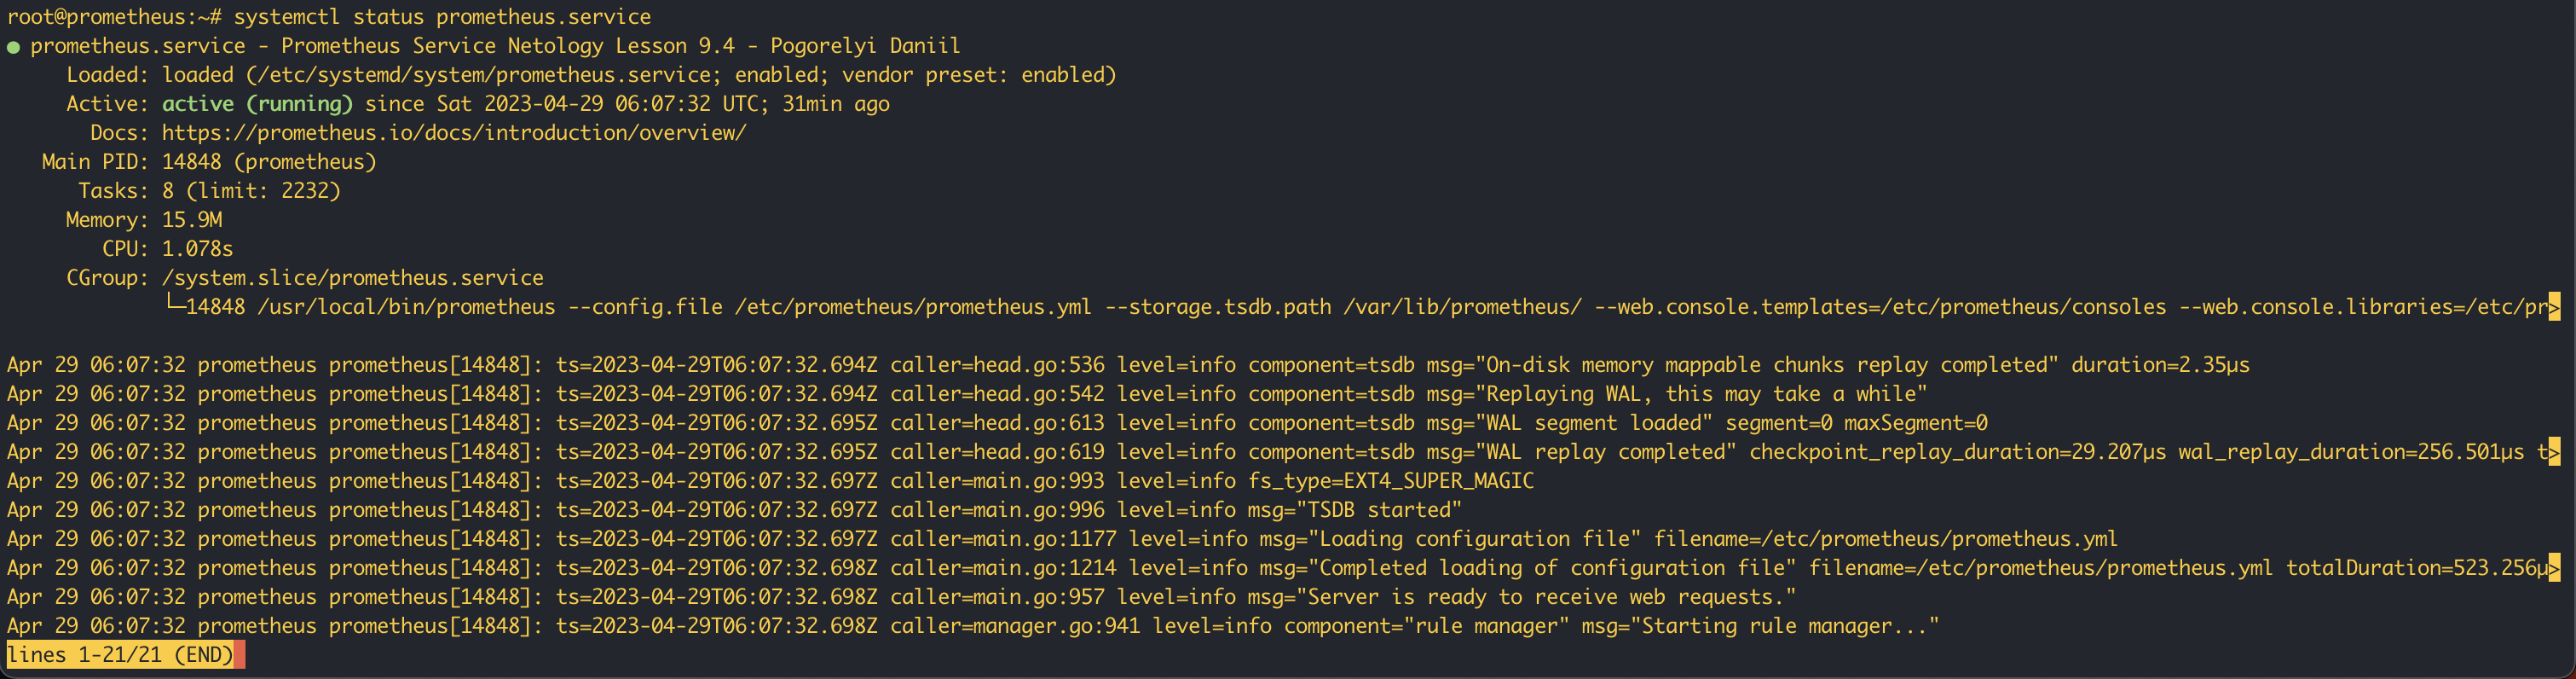 root@prometheus:~# systemctl status prometheus.service
● prometheus.service - Prometheus Service Netology Lesson 9.4 - Pogorelyi Daniil
     Loaded: loaded (/etc/systemd/system/prometheus.service; enabled; vendor preset: enabled)
     Active: active (running) since Sat 2023-04-29 06:07:32 UTC; 31min ago
       Docs: https://prometheus.io/docs/introduction/overview/
   Main PID: 14848 (prometheus)
      Tasks: 8 (limit: 2232)
     Memory: 15.9M
        CPU: 1.078s
     CGroup: /system.slice/prometheus.service
             └─14848 /usr/local/bin/prometheus --config.file /etc/prometheus/prometheus.yml --storage.tsdb.path /var/lib/prometheus/ --web.console.templates=/etc/prometheus/consoles --web.console.libraries=/etc/pr>

Apr 29 06:07:32 prometheus prometheus[14848]: ts=2023-04-29T06:07:32.694Z caller=head.go:536 level=info component=tsdb msg="On-disk memory mappable chunks replay completed" duration=2.35µs
Apr 29 06:07:32 prometheus prometheus[14848]: ts=2023-04-29T06:07:32.694Z caller=head.go:542 level=info component=tsdb msg="Replaying WAL, this may take a while"
Apr 29 06:07:32 prometheus prometheus[14848]: ts=2023-04-29T06:07:32.695Z caller=head.go:613 level=info component=tsdb msg="WAL segment loaded" segment=0 maxSegment=0
Apr 29 06:07:32 prometheus prometheus[14848]: ts=2023-04-29T06:07:32.695Z caller=head.go:619 level=info component=tsdb msg="WAL replay completed" checkpoint_replay_duration=29.207µs wal_replay_duration=256.501µs t>
Apr 29 06:07:32 prometheus prometheus[14848]: ts=2023-04-29T06:07:32.697Z caller=main.go:993 level=info fs_type=EXT4_SUPER_MAGIC
Apr 29 06:07:32 prometheus prometheus[14848]: ts=2023-04-29T06:07:32.697Z caller=main.go:996 level=info msg="TSDB started"
Apr 29 06:07:32 prometheus prometheus[14848]: ts=2023-04-29T06:07:32.697Z caller=main.go:1177 level=info msg="Loading configuration file" filename=/etc/prometheus/prometheus.yml
Apr 29 06:07:32 prometheus prometheus[14848]: ts=2023-04-29T06:07:32.698Z caller=main.go:1214 level=info msg="Completed loading of configuration file" filename=/etc/prometheus/prometheus.yml totalDuration=523.256µ>
Apr 29 06:07:32 prometheus prometheus[14848]: ts=2023-04-29T06:07:32.698Z caller=main.go:957 level=info msg="Server is ready to receive web requests."
Apr 29 06:07:32 prometheus prometheus[14848]: ts=2023-04-29T06:07:32.698Z caller=manager.go:941 level=info component="rule manager" msg="Starting rule manager..."
lines 1-21/21 (END)